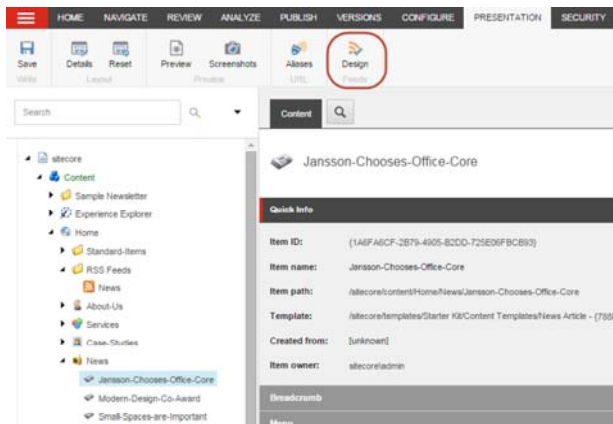 HOME NAVIGATE REVIEW ANALYZE PUBLISH VERSIONS CONFIGURE PRESENTATION SECURITY
Save Details Reset Preview Screenshots Aliases Design
Write Layout Preview URL Feeds
Search
Content
sitecore
Content
Sample Newsletter
Experience Explorer
Home
Standard-Items
RSS Feeds
News
About-Us
Services
Case-Studies
News
Jansson-Chooses-Office-Core
Modern-Design-Co-Award
Small-Spaces-are-Important
Jansson-Chooses-Office-Core
Quick Info
Item ID: {1A6FA6CF-2B79-4905-B2DD-725E06FBCB93}
Item name: Jansson-Chooses-Office-Core
Item path: /sitecore/content/Home/News/Jansson-Chooses-Office-Core
Template: /sitecore/templates/Starter Kit/Content Templates/News Article - {788
Created from: [unknown]
Item owner: sitecore\admin
Breadcrumb
Menu